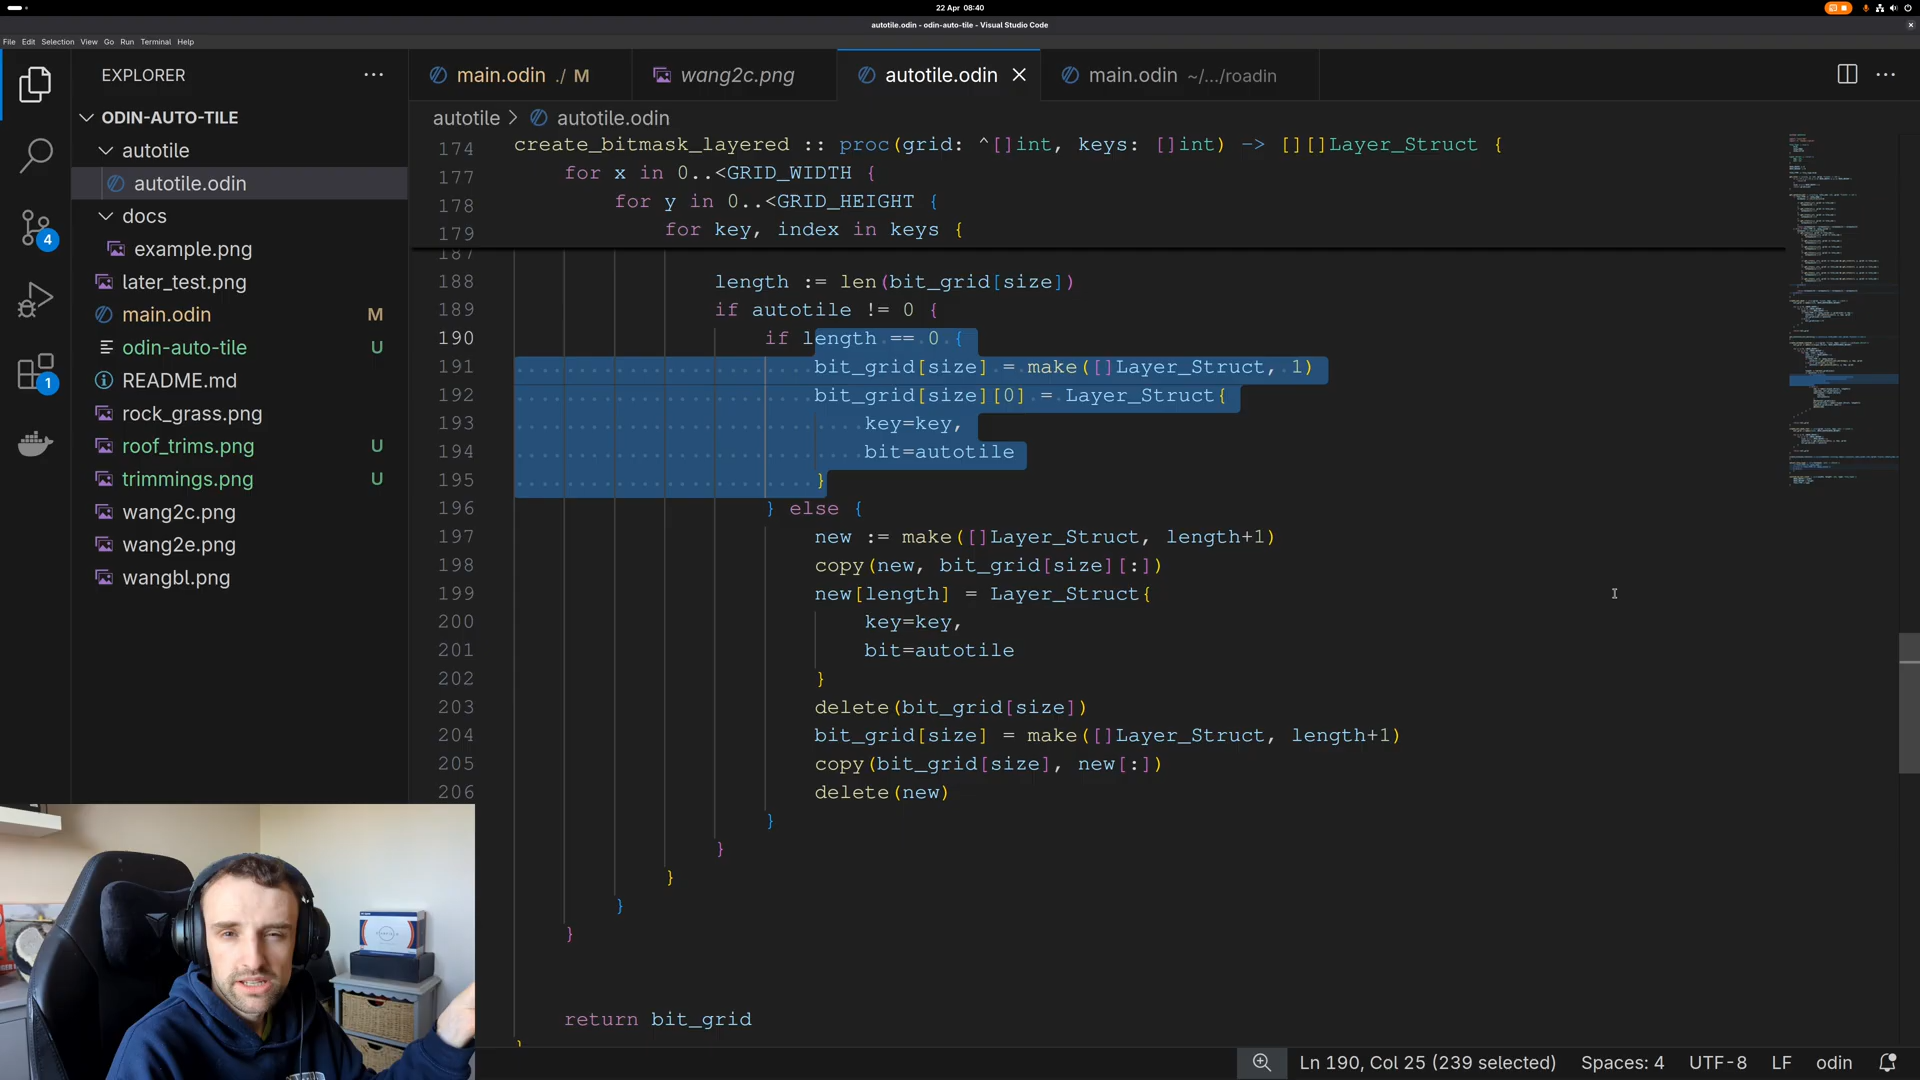 22 Apr 08:40
autotile.odin - odin-auto-tile - Visual Studio Code
File Edit Selection View Go Run Terminal Help
EXPLORER
ODIN-AUTO-TILE
autotile
autotile.odin
docs
example.png
later_test.png
main.odin M
odin-auto-tile U
README.md
rock_grass.png
roof_trims.png U
trimmings.png U
wang2c.png
wang2e.png
wangbl.png
4
1
main.odin ./ M
wang2c.png
autotile.odin
main.odin ~/.../roadin
autotile > autotile.odin
174 create_bitmask_layered :: proc(grid: ^[]int, keys: []int) -> [][]Layer_Struct {
177 for x in 0..<GRID_WIDTH {
178 for y in 0..<GRID_HEIGHT {
179 for key, index in keys {
187
188 length := len(bit_grid[size])
189 if autotile != 0 {
190 if length == 0 {
191 bit_grid[size] = make([]Layer_Struct, 1)
192 bit_grid[size][0] = Layer_Struct{
193 key=key,
194 bit=autotile
195 }
196 } else {
197 new := make([]Layer_Struct, length+1)
198 copy(new, bit_grid[size][:])
199 new[length] = Layer_Struct{
200 key=key,
201 bit=autotile
202 }
203 delete(bit_grid[size])
204 bit_grid[size] = make([]Layer_Struct, length+1)
205 copy(bit_grid[size], new[:])
206 delete(new)
}
}
}
}
}
return bit_grid
}
Ln 190, Col 25 (239 selected) Spaces: 4 UTF-8 LF odin